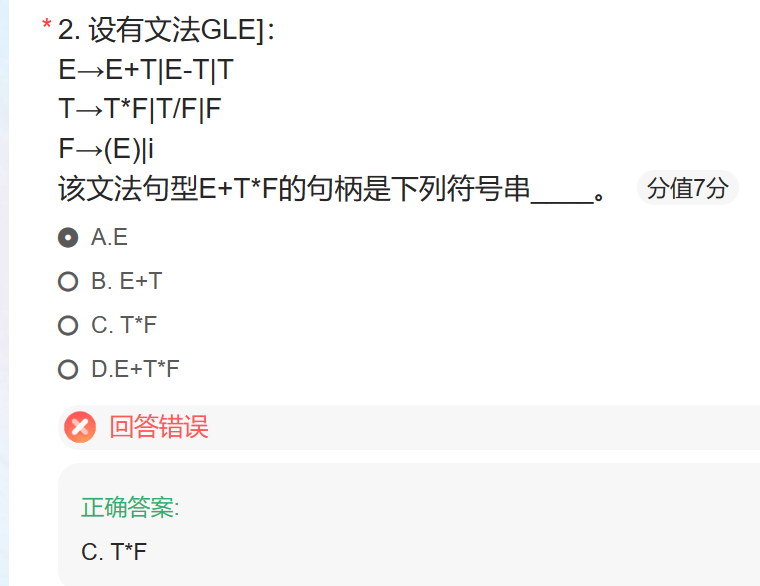 * 2. 设有文法GLE]：
E→E+T|E-T|T
T→T*F|T/F|F
F→(E)|i
该文法句型E+T*F的句柄是下列符号串____。 分值7分
A.E
B. E+T
C. T*F
D.E+T*F
回答错误
正确答案:
C. T*F